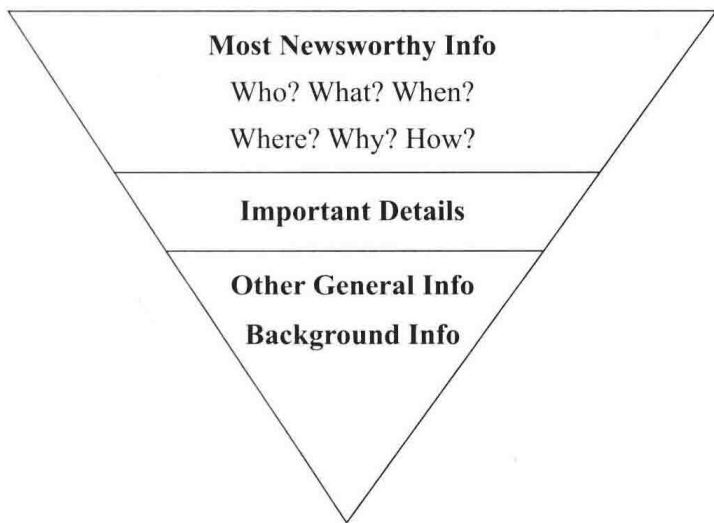 Most Newsworthy Info
Who? What? When?
Where? Why? How?
Important Details
Other General Info
Background Info